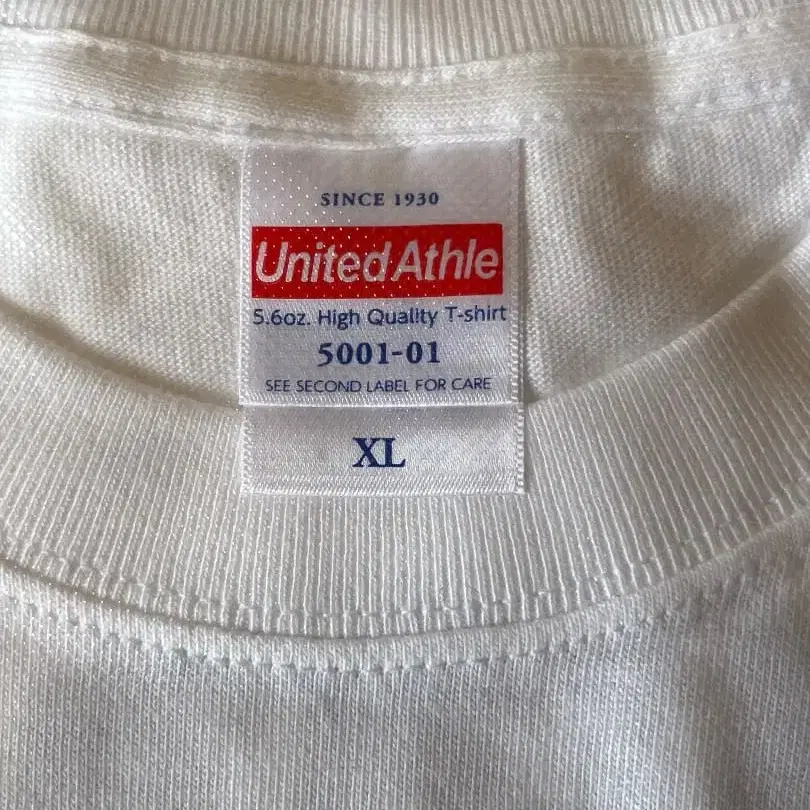 SINCE 1930
United Athle
5.6oz. High Quality T-shirt
5001-01
SEE SECOND LABEL FOR CARE
XL